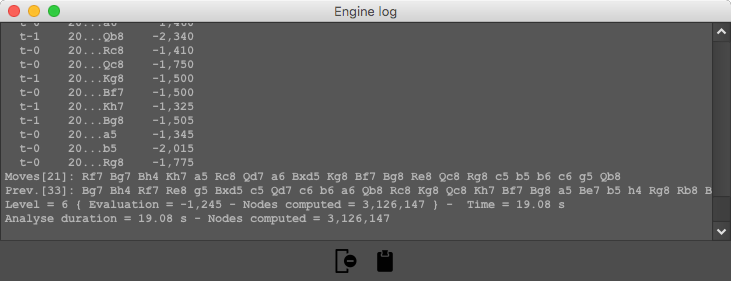 Engine log
t-0 20...a6 -1,400
t-1 20...Qb8 -2,340
t-0 20...Rc8 -1,410
t-0 20...Qc8 -1,750
t-1 20...Kg8 -1,500
t-0 20...Bf7 -1,500
t-1 20...Kh7 -1,325
t-1 20...Bg8 -1,505
t-0 20...a5 -1,345
t-0 20...b5 -2,015
t-0 20...Rg8 -1,775
Moves[21]: Rf7 Bg7 Bh4 Kh7 a5 Rc8 Qd7 a6 Bxd5 Kg8 Bf7 Bg8 Re8 Qc8 Rg8 c5 b5 b6 c6 g5 Qb8
Prev.[33]: Bg7 Bh4 Rf7 Re8 g5 Bxd5 c5 Qd7 c6 b6 a6 Qb8 Rc8 Kg8 Qc8 Kh7 Bf7 Bg8 a5 Be7 b5 h4 Rg8 Rb8 B
Level = 6 { Evaluation = -1,245 - Nodes computed = 3,126,147 } - Time = 19.08 s
Analyse duration = 19.08 s - Nodes computed = 3,126,147